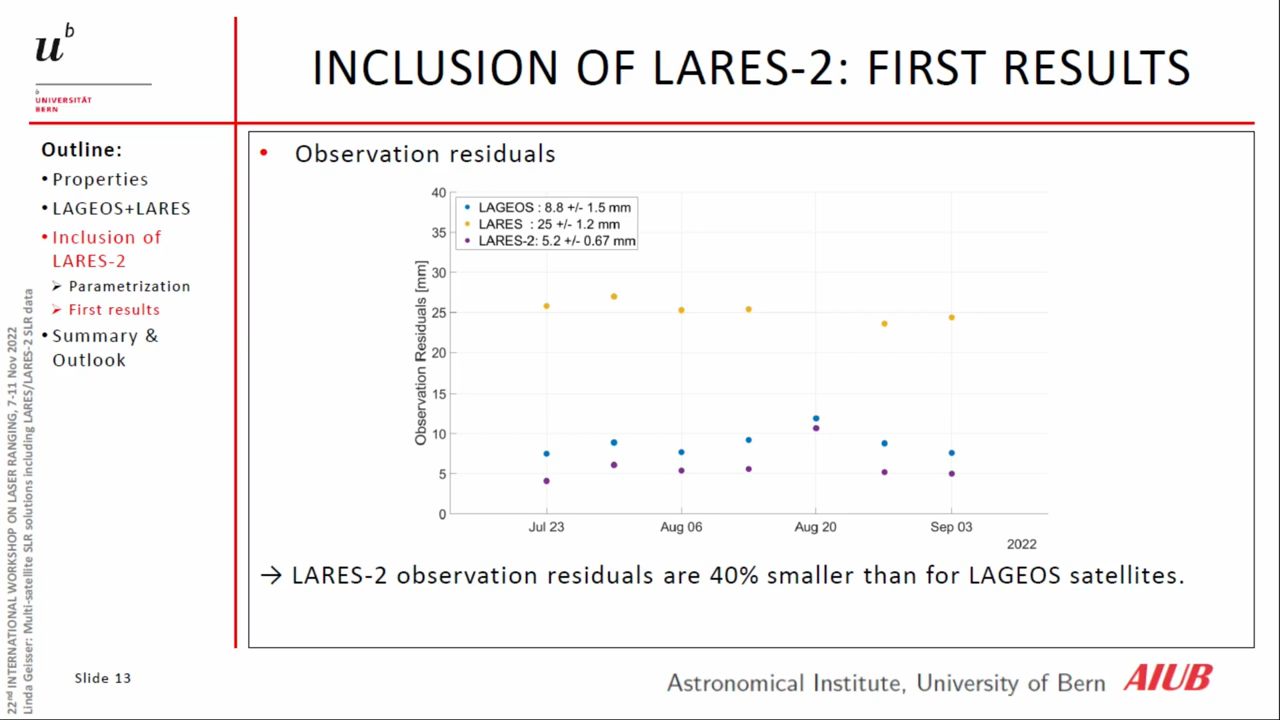 u^b
b
UNIVERSITÄT
BERN
INCLUSION OF LARES-2: FIRST RESULTS
Outline:
• Properties
• LAGEOS+LARES
• Inclusion of
LARES-2
➢ Parametrization
➢ First results
• Summary &
Outlook
22nd INTERNATIONAL WORKSHOP ON LASER RANGING, 7-11 Nov 2022
Linda Geisser: Multi-satellite SLR solutions including LARES/LARES-2 SLR data
Slide 13
• Observation residuals
Observation Residuals [mm]
40
35
30
25
20
15
10
5
0
LAGEOS : 8.8 +/- 1.5 mm
LARES : 25 +/- 1.2 mm
LARES-2: 5.2 +/- 0.67 mm
Jul 23 Aug 06 Aug 20 Sep 03
2022
→ LARES-2 observation residuals are 40% smaller than for LAGEOS satellites.
Astronomical Institute, University of Bern AIUB